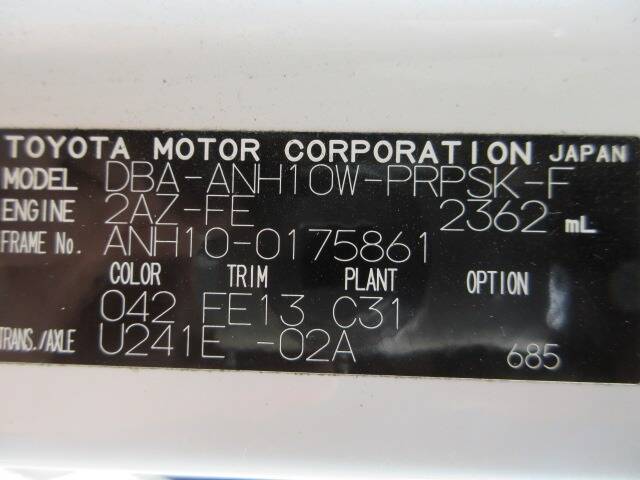 TOYOTA MOTOR CORPORATION JAPAN
MODEL DBA-ANH10W-PRPSK-F
ENGINE 2AZ-FE 2362 mL
FRAME No. ANH10-0175861
COLOR TRIM PLANT OPTION
042 FE13 C31
TRANS./AXLE U241E -02A 685